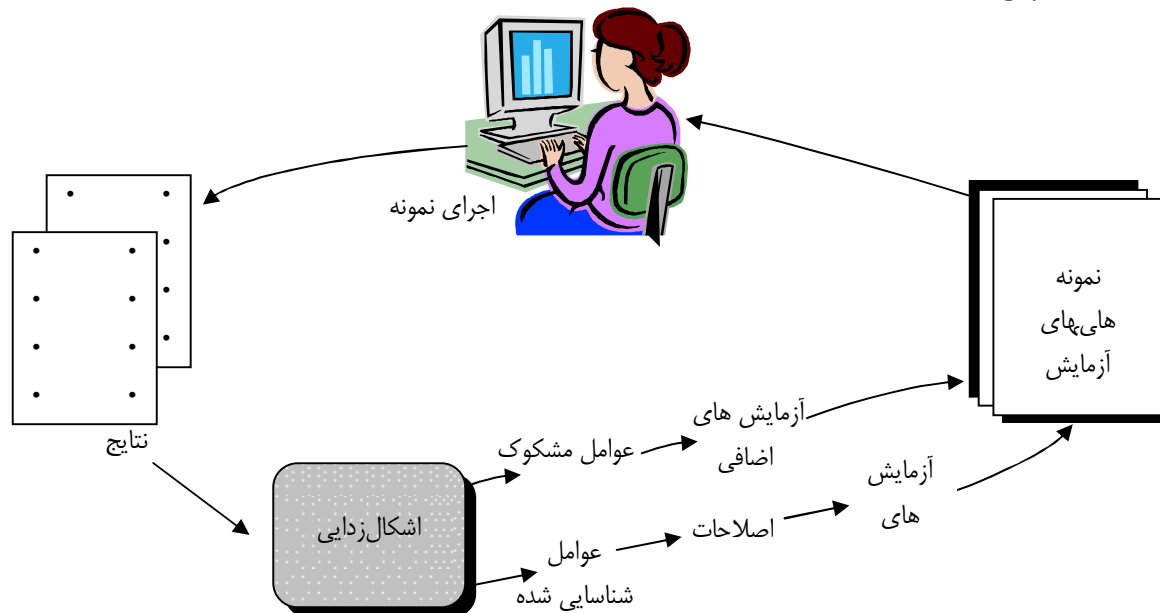 اجرای نمونه
نمونه
هلی‌های
آزمایش
نتایج
اشکال‌زدایی
عوامل مشکوک
آزمایش های
اضافی
عوامل
شناسایی شده
اصلاحات
آزمایش
های